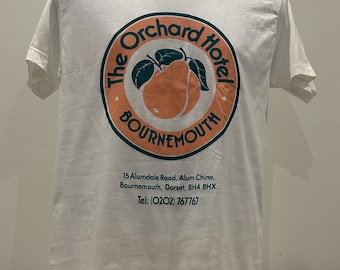 The Orchard Hotel
BOURNEMOUTH
15 Alumdale Road, Alum Chine,
Bournemouth, Dorset, BH4 8HX.
Tel: (0202) 767767